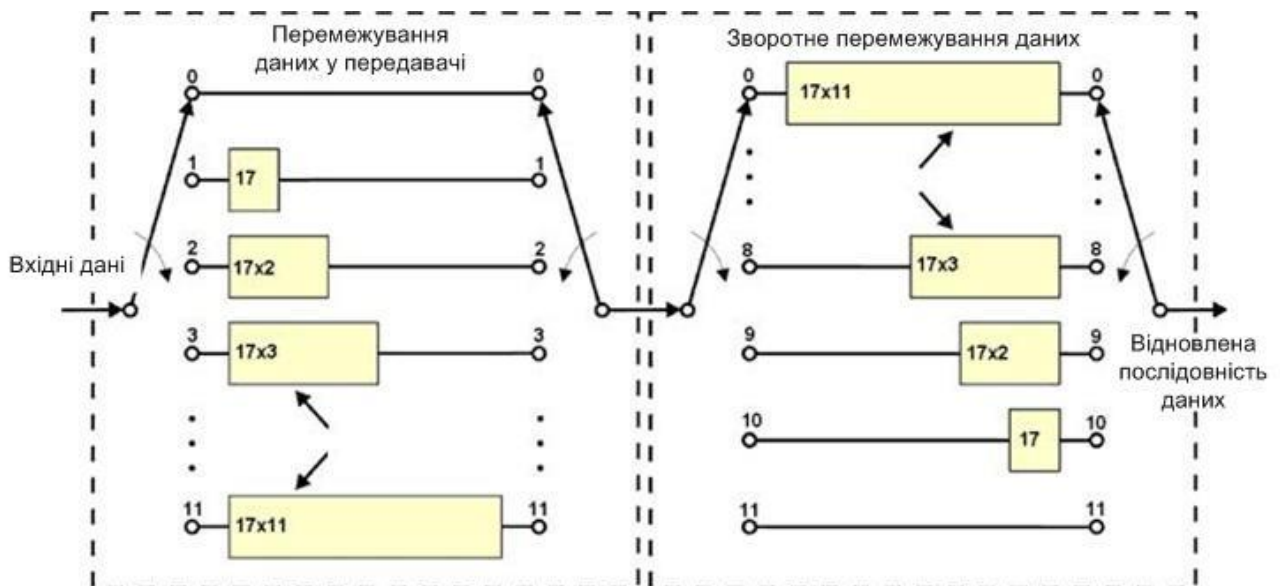 Перемежування
даних у передавачі
0 0
1 17 1
2 17x2 2
Вхідні дані
3 17x3 3
11 17x11 11
Зворотне перемежування даних
0 17x11 0
8 17x3 8
9 17x2 9
Відновлена
послідовність
даних
10 17 10
11 11